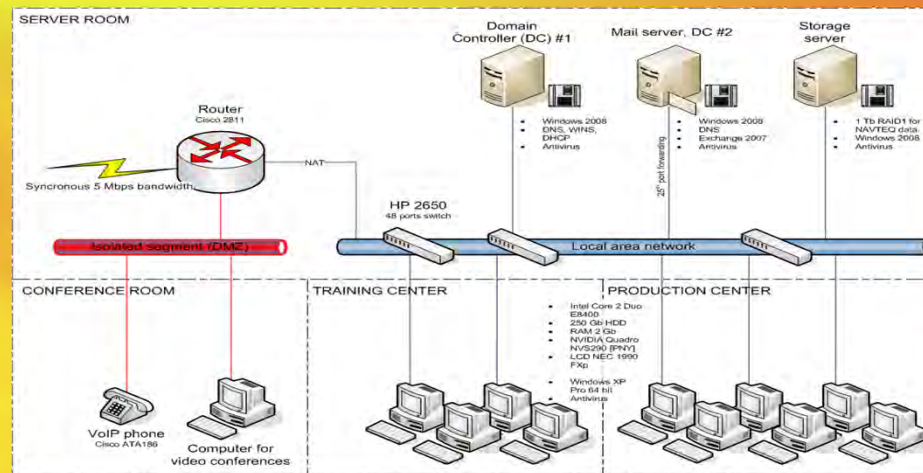 SERVER ROOM
Domain
Controller (DC) #1
Mail server, DC #2
Storage
server
Router
Cisco 2811
Windows 2008
DNS, WINS,
DHCP
Antivirus
Windows 2008
DNS
Exchange 2007
Antivirus
1 Tb RAID1 for
NAVTEQ data
Windows 2008
Antivirus
NAT
25th port forwarding
Syncronous 5 Mbps bandwidth
HP 2650
48 ports switch
Isolated segment (DMZ)
Local area network
CONFERENCE ROOM
TRAINING CENTER
PRODUCTION CENTER
Intel Core 2 Duo
E8400
250 Gb HDD
RAM 2 Gb
NVIDIA Quadro
NVS290 [PNY]
LCD NEC 1990
FXp
Windows XP
Pro 64 bit
Antivirus
VoIP phone
Cisco ATA186
Computer for
video conferences